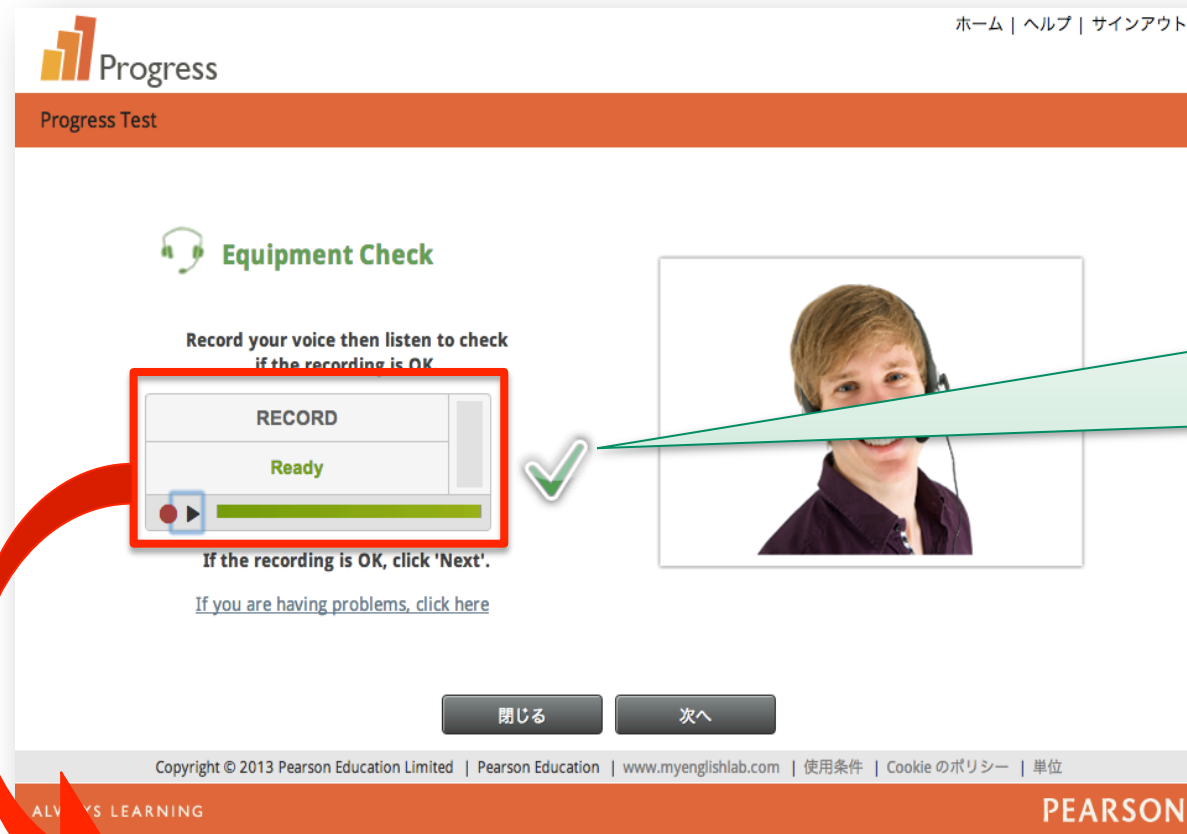 ホーム | ヘルプ | サインアウト
Progress
Progress Test
Equipment Check
Record your voice then listen to check
if the recording is OK
RECORD
Ready
If the recording is OK, click 'Next'.
If you are having problems, click here
閉じる 次へ
Copyright © 2013 Pearson Education Limited | Pearson Education | www.myenglishlab.com | 使用条件 | Cookie のポリシー | 単位
LEARNING
PEARSON